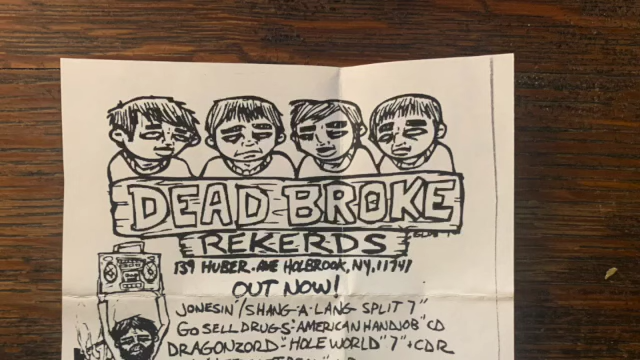 DEAD BROKE
REKERDS
139 HUBER. AVE HOLBROOK, NY, 11741
OUT NOW!
JONESIN'/SHANG-A-LANG SPLIT 7"
GO SELL DRUGS- "AMERICAN HANDJOB" CD
DRAGONZORD- "HOLE WORLD" 7" + CDR